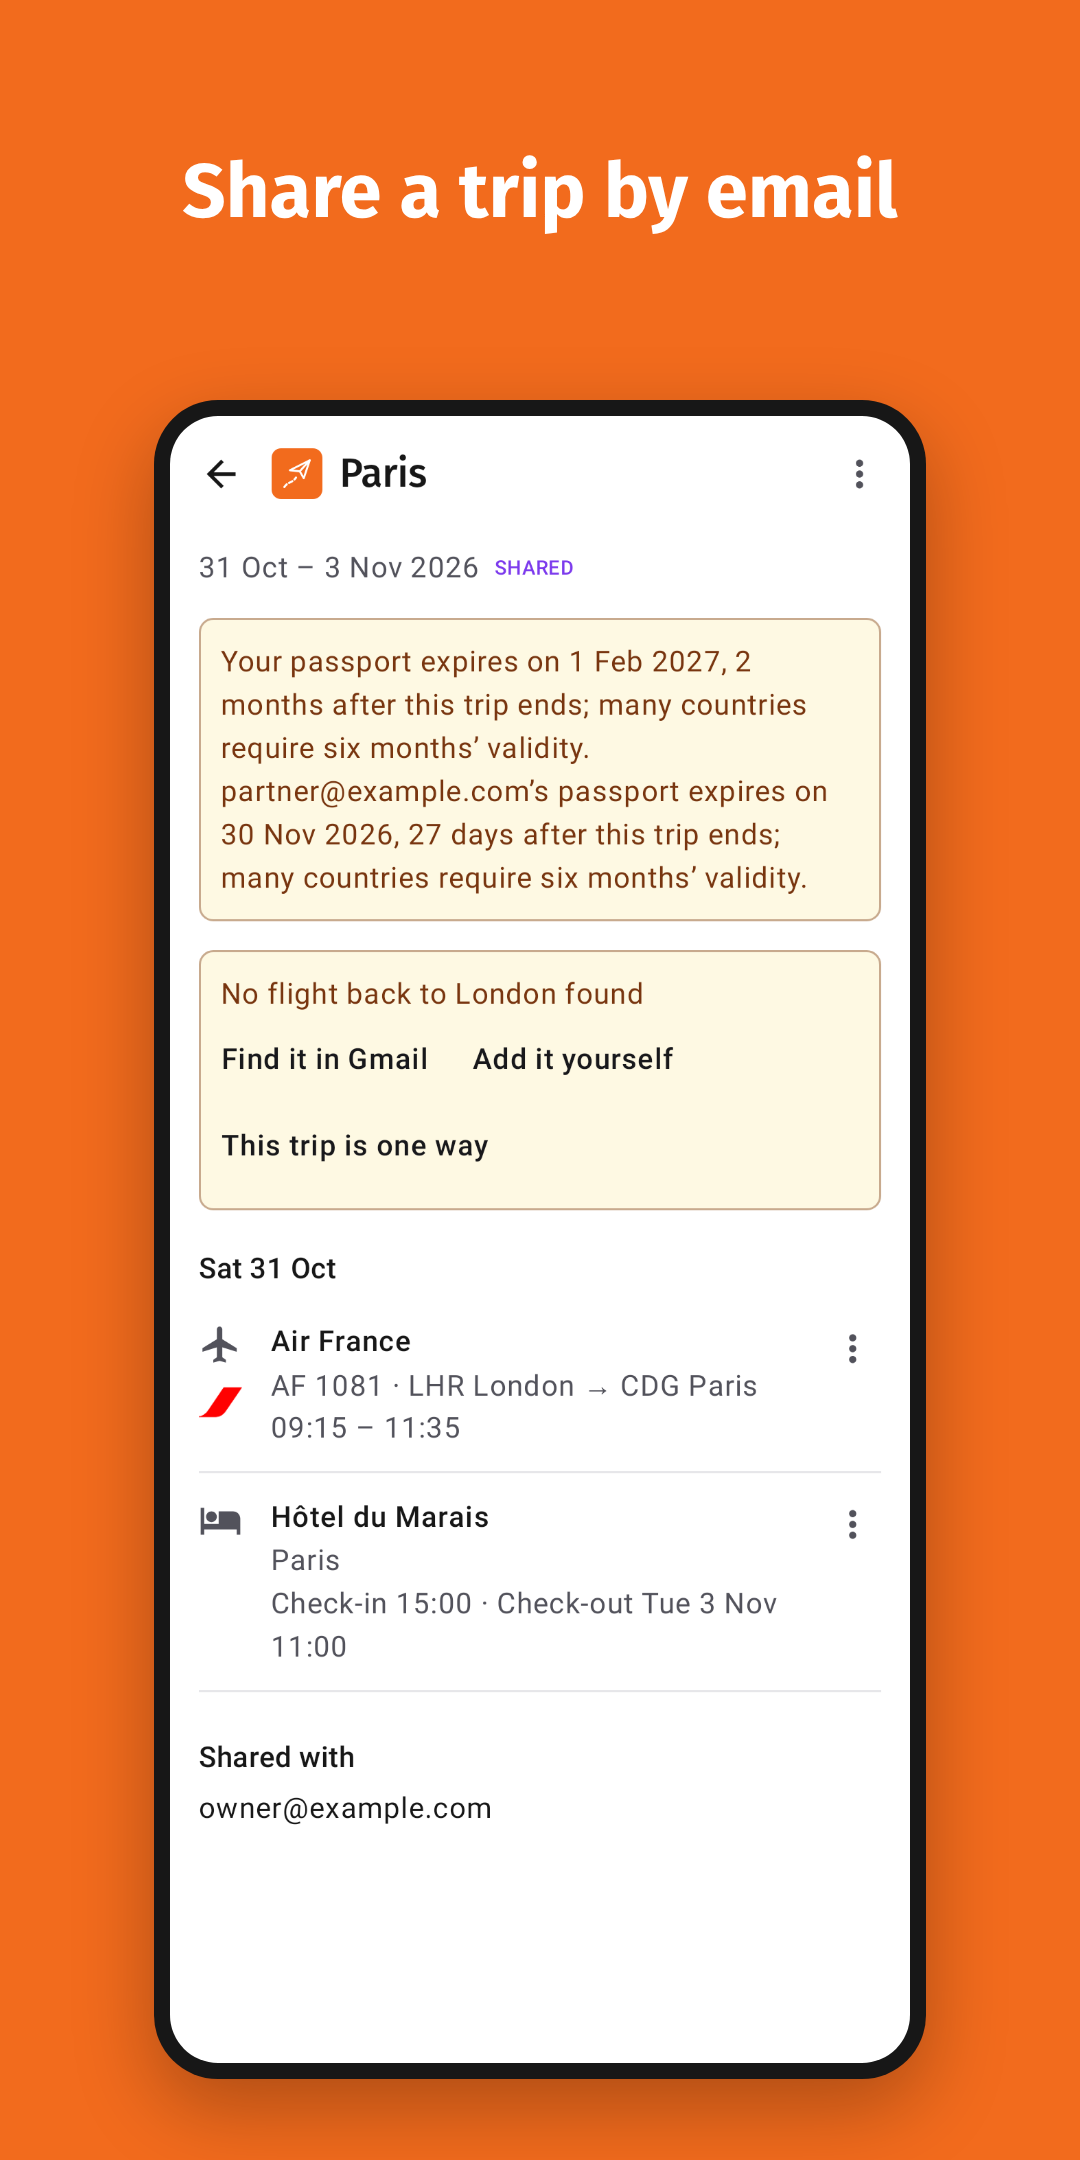 Share a trip by email
Paris
31 Oct – 3 Nov 2026 SHARED
Your passport expires on 1 Feb 2027, 2
months after this trip ends; many countries
require six months’ validity.
partner@example.com’s passport expires on
30 Nov 2026, 27 days after this trip ends;
many countries require six months’ validity.
No flight back to London found
Find it in Gmail Add it yourself
This trip is one way
Sat 31 Oct
Air France
AF 1081 · LHR London → CDG Paris
09:15 – 11:35
Hôtel du Marais
Paris
Check-in 15:00 · Check-out Tue 3 Nov
11:00
Shared with
owner@example.com